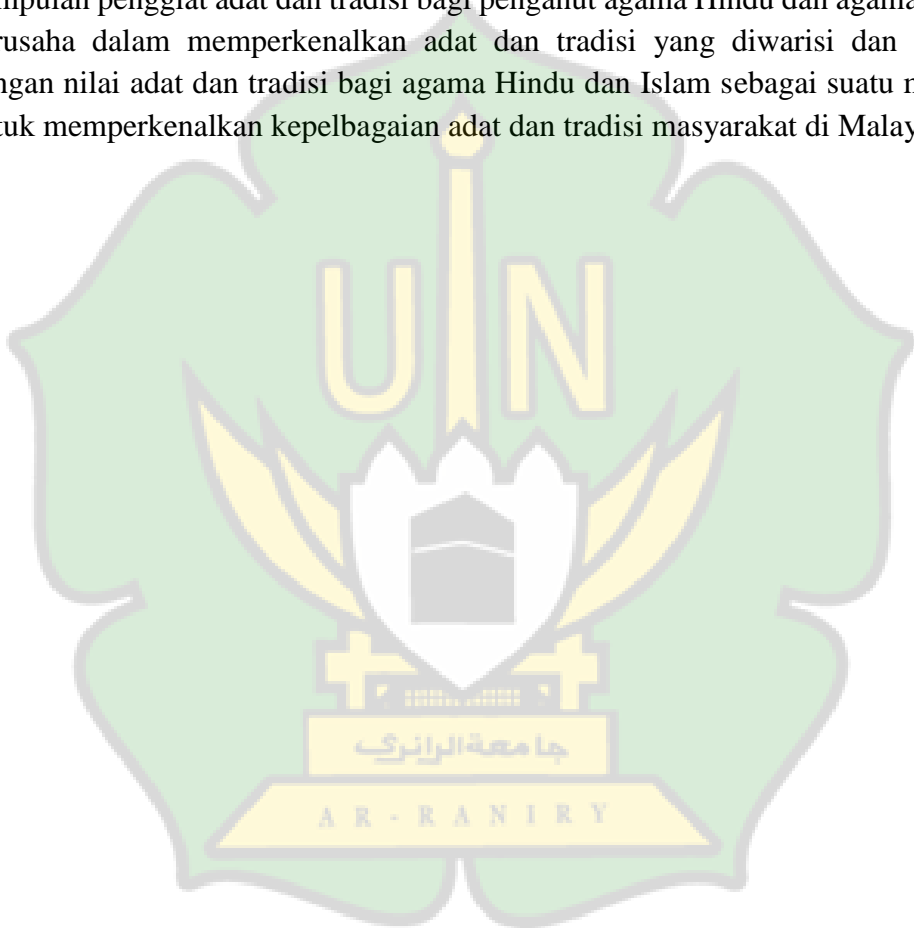 penggiat adat dan tradisi bagi penganut agama Hindu dan agama
dalam memperkenalkan adat dan tradisi yang diwarisi dan
nilai adat dan tradisi bagi agama Hindu dan Islam sebagai suatu
memperkenalkan kepelbagaian adat dan tradisi masyarakat di
UIN
جامعة الرانري
AR-RANIRY